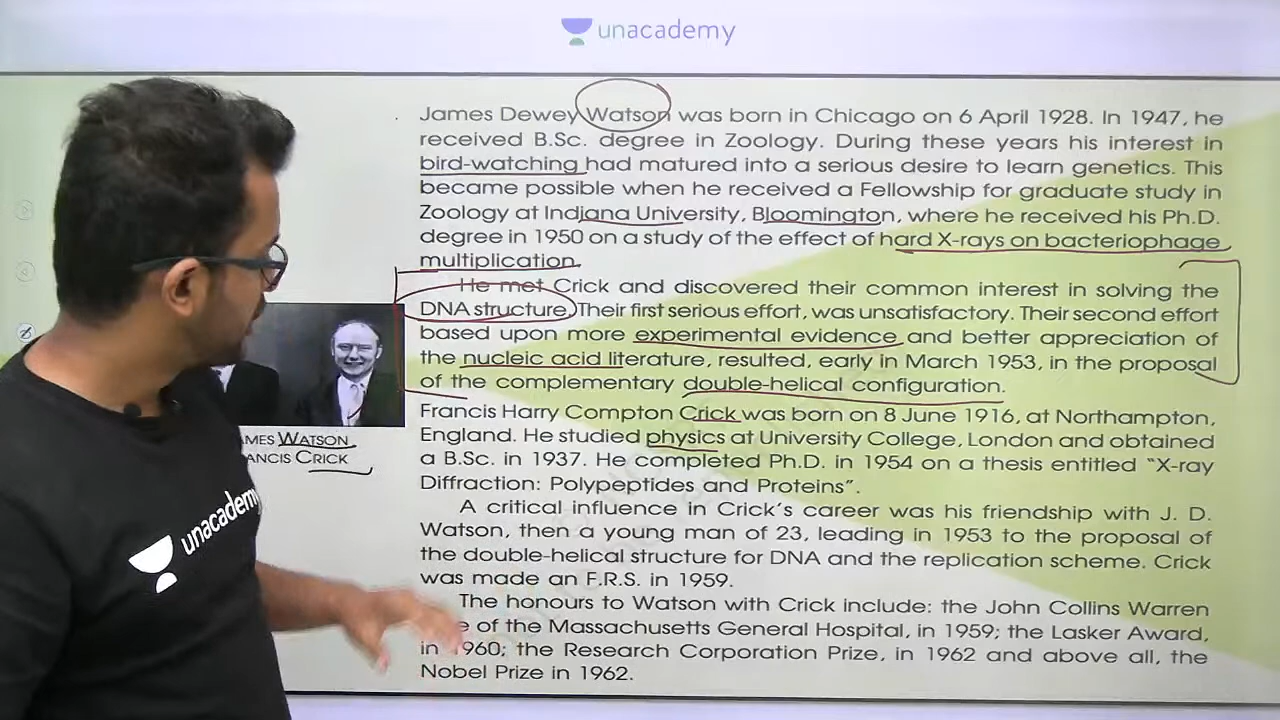 unacademy
James Dewey Watson was born in Chicago on 6 April 1928. In 1947, he
received B.Sc. degree in Zoology. During these years his interest in
bird-watching had matured into a serious desire to learn genetics. This
became possible when he received a Fellowship for graduate study in
Zoology at Indiana University, Bloomington, where he received his Ph.D.
degree in 1950 on a study of the effect of hard X-rays on bacteriophage
multiplication.
He met Crick and discovered their common interest in solving the
DNA structure. Their first serious effort, was unsatisfactory. Their second effort
based upon more experimental evidence and better appreciation of
the nucleic acid literature, resulted, early in March 1953, in the proposal
of the complementary double-helical configuration.
Francis Harry Compton Crick was born on 8 June 1916, at Northampton,
England. He studied physics at University College, London and obtained
a B.Sc. in 1937. He completed Ph.D. in 1954 on a thesis entitled “X-ray
Diffraction: Polypeptides and Proteins”.
A critical influence in Crick’s career was his friendship with J. D.
Watson, then a young man of 23, leading in 1953 to the proposal of
the double-helical structure for DNA and the replication scheme. Crick
was made an F.R.S. in 1959.
The honours to Watson with Crick include: the John Collins Warren
of the Massachusetts General Hospital, in 1959; the Lasker Award,
in 1960; the Research Corporation Prize, in 1962 and above all, the
Nobel Prize in 1962.
MES WATSON
ANCIS CRICK
unacademy